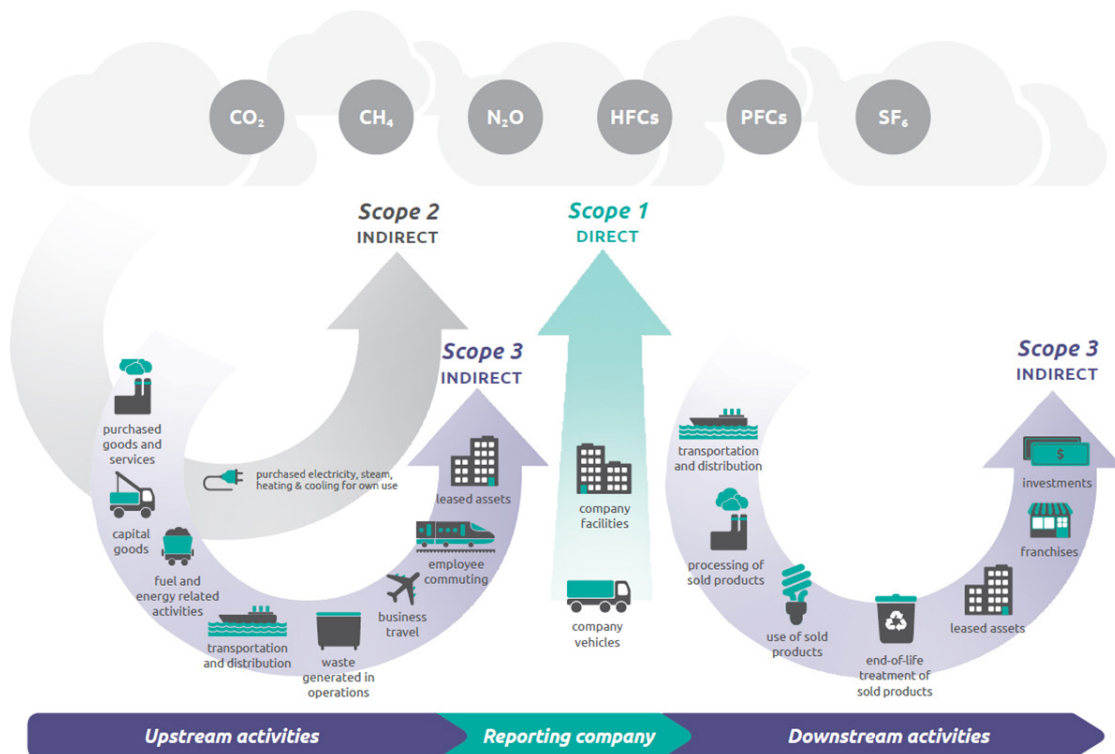 CO₂
CH₄
N₂O
HFCs
PFCs
SF₆
Scope 2
INDIRECT
Scope 1
DIRECT
Scope 3
INDIRECT
Scope 3
INDIRECT
purchased
goods and
services
capital
goods
fuel and
energy related
activities
purchased electricity, steam,
heating & cooling for own use
transportation
and distribution
waste
generated in
operations
business
travel
employee
commuting
leased assets
company
facilities
company
vehicles
transportation
and distribution
processing of
sold products
use of sold
products
end-of-life
treatment of
sold products
leased assets
franchises
investments
$
Upstream activities
Reporting company
Downstream activities